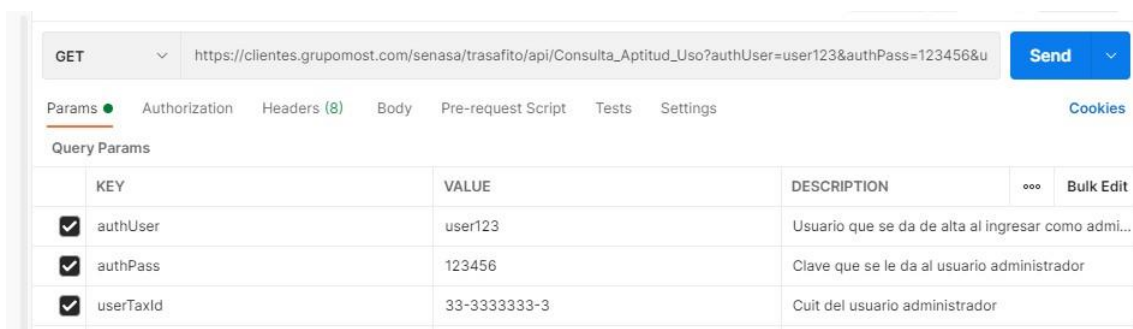 GET https://clientes.grupomost.com/senasa/trasafito/api/Consulta_Aptitud_Uso?authUser=user123&authPass=123456&u Send
Params Authorization Headers (8) Body Pre-request Script Tests Settings Cookies
Query Params
KEY VALUE DESCRIPTION ooo Bulk Edit
authUser user123 Usuario que se da de alta al ingresar como admi...
authPass 123456 Clave que se le da al usuario administrador
userTaxId 33-3333333-3 Cuit del usuario administrador